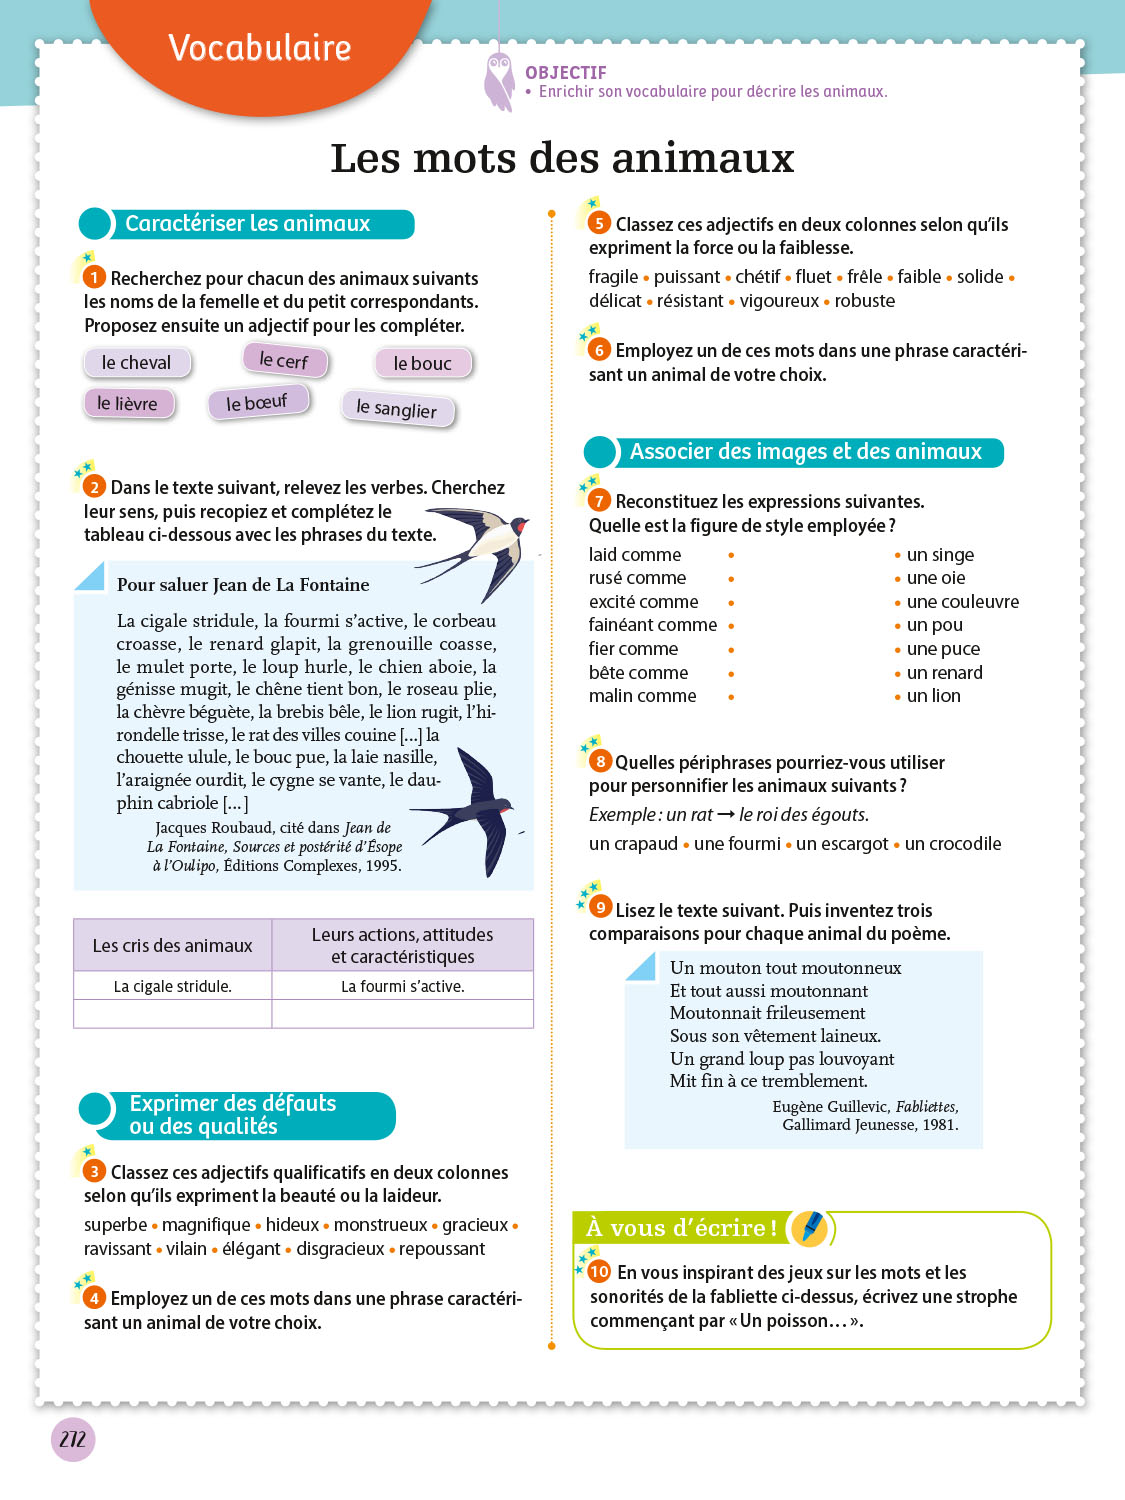 Vocabulaire
OBJECTIF
• Enrichir son vocabulaire pour décrire les animaux.
Les mots des animaux
Caractériser les animaux
1 Recherchez pour chacun des animaux suivants
les noms de la femelle et du petit correspondants.
Proposez ensuite un adjectif pour les compléter.
le cheval
le cerf
le bouc
le lièvre
le bœuf
le sanglier
2 Dans le texte suivant, relevez les verbes. Cherchez
leur sens, puis recopiez et complétez le
tableau ci-dessous avec les phrases du texte.
Pour saluer Jean de La Fontaine
La cigale stridule, la fourmi s’active, le corbeau
croasse, le renard glapit, la grenouille coasse,
le mulet porte, le loup hurle, le chien aboie, la
génisse mugit, le chêne tient bon, le roseau plie,
la chèvre béguète, la brebis bêle, le lion rugit, l’hi-
rondelle trisse, le rat des villes couine [...] la
chouette ulule, le bouc pue, la laie nasille,
l’araignée ourdit, le cygne se vante, le dau-
phin cabriole [...]
Jacques Roubaud, cité dans Jean de
La Fontaine, Sources et postérité d’Ésope
à l’Oulipo, Éditions Complexes, 1995.
Les cris des animaux
Leurs actions, attitudes
et caractéristiques
La cigale stridule.
La fourmi s’active.
Exprimer des défauts
ou des qualités
3 Classez ces adjectifs qualificatifs en deux colonnes
selon qu’ils expriment la beauté ou la laideur.
superbe • magnifique • hideux • monstrueux • gracieux •
ravissant • vilain • élégant • disgracieux • repoussant
4 Employez un de ces mots dans une phrase caractéri-
sant un animal de votre choix.
5 Classez ces adjectifs en deux colonnes selon qu’ils
expriment la force ou la faiblesse.
fragile • puissant • chétif • fluet • frêle • faible • solide •
délicat • résistant • vigoureux • robuste
6 Employez un de ces mots dans une phrase caractéri-
sant un animal de votre choix.
Associer des images et des animaux
7 Reconstituez les expressions suivantes.
Quelle est la figure de style employée ?
laid comme • • un singe
rusé comme • • une oie
excité comme • • une couleuvre
fainéant comme • • un pou
fier comme • • une puce
bête comme • • un renard
malin comme • • un lion
8 Quelles périphrases pourriez-vous utiliser
pour personnifier les animaux suivants ?
Exemple : un rat → le roi des égouts.
un crapaud • une fourmi • un escargot • un crocodile
9 Lisez le texte suivant. Puis inventez trois
comparaisons pour chaque animal du poème.
Un mouton tout moutonneux
Et tout aussi moutonnant
Moutonnait frileusement
Sous son vêtement laineux.
Un grand loup pas louvoyant
Mit fin à ce tremblement.
Eugène Guillevic, Fabliettes,
Gallimard Jeunesse, 1981.
À vous d’écrire !
10 En vous inspirant des jeux sur les mots et les
sonorités de la fabliette ci-dessus, écrivez une strophe
commençant par « Un poisson... ».
272